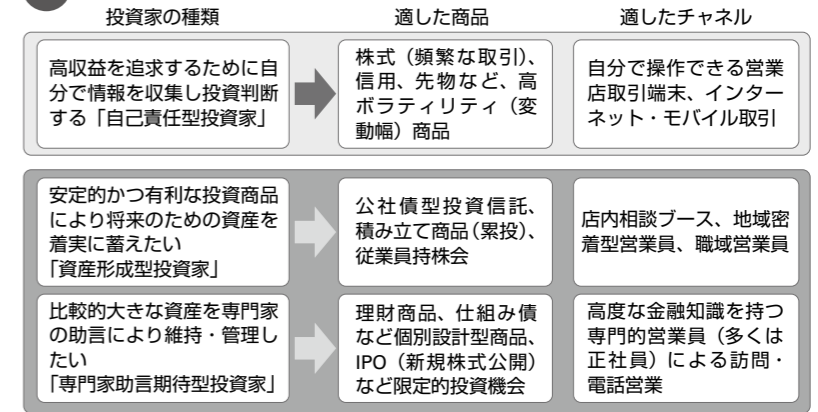 投資家の種類
適した商品
適したチャネル
高収益を追求するために自
分で情報を収集し投資判断
する「自己責任型投資家」
株式（頻繁な取引）、
信用、先物など、高
ボラティリティ（変
動幅）商品
自分で操作できる営業
店取引端末、インター
ネット・モバイル取引
安定的かつ有利な投資商品
により将来のための資産を
着実に蓄えたい
「資産形成型投資家」
公社債型投資信託、
積み立て商品（累投）、
従業員持株会
店内相談ブース、地域密
着型営業員、職域営業員
比較的大きな資産を専門家
の助言により維持・管理し
たい
「専門家助言期待型投資家」
理財商品、仕組み債
など個別設計型商品、
IPO（新規株式公開）
など限定的投資機会
高度な金融知識を持つ
専門的営業員（多くは
正社員）による訪問・
電話営業